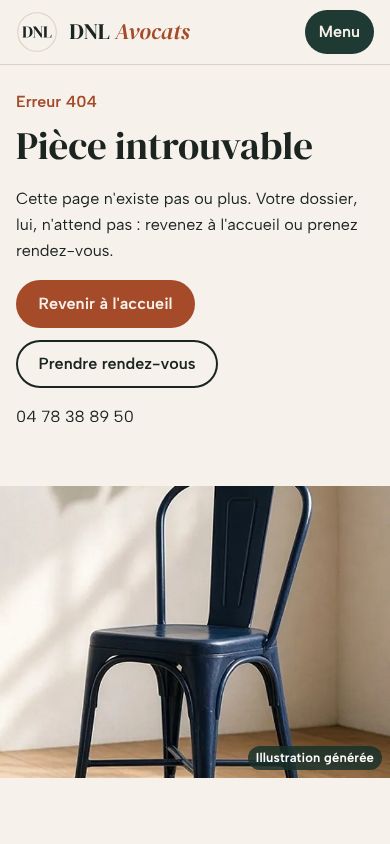 DNL
DNL Avocats
Menu
Erreur 404
Pièce introuvable
Cette page n'existe pas ou plus. Votre dossier,
lui, n'attend pas : revenez à l'accueil ou prenez
rendez-vous.
Revenir à l'accueil
Prendre rendez-vous
04 78 38 89 50
Illustration générée